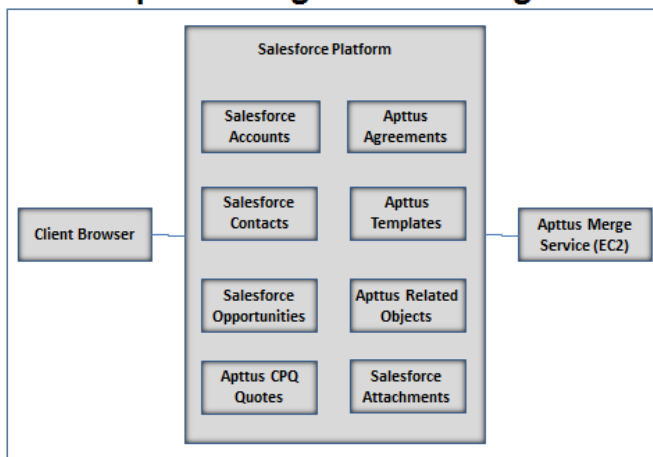 Salesforce Platform
Salesforce
Accounts
Apttus
Agreements
Salesforce
Contacts
Apttus
Templates
Client Browser
Apttus Merge
Service (EC2)
Salesforce
Opportunities
Apttus Related
Objects
Apttus CPQ
Quotes
Salesforce
Attachments